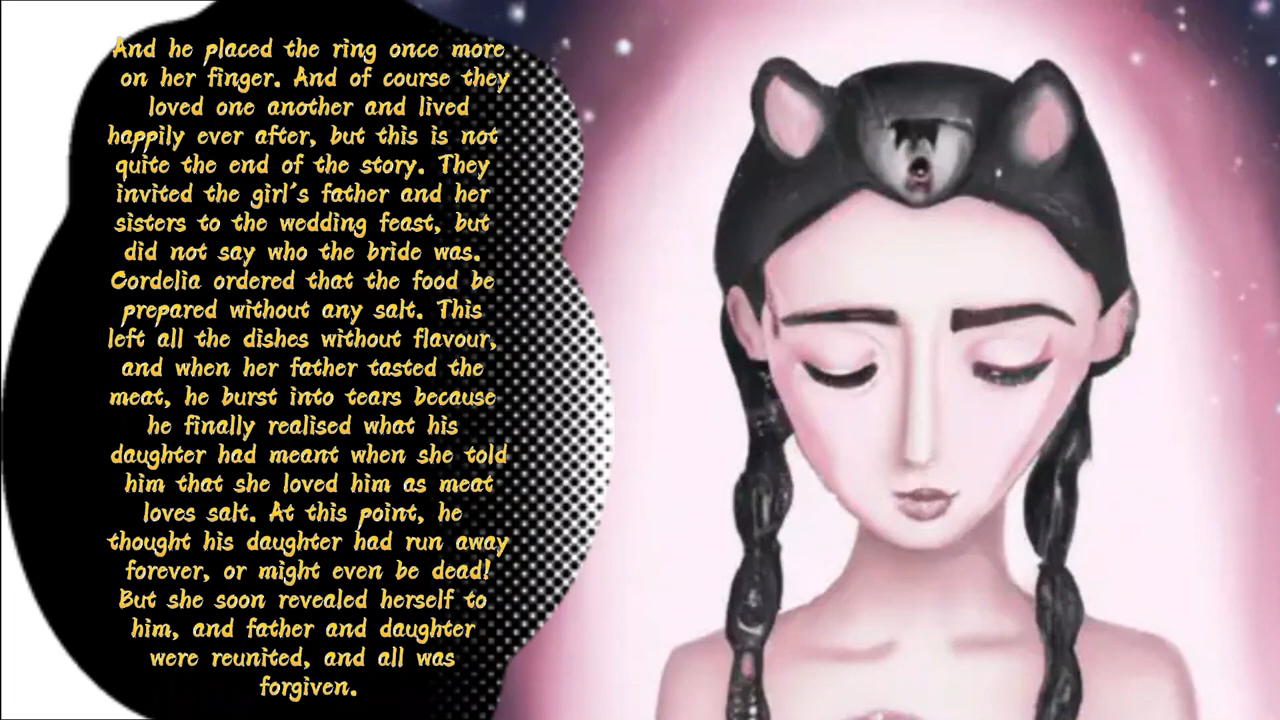 And he placed the ring once more
on her finger. And of course they
loved one another and lived
happily ever after, but this is not
quite the end of the story. They
invited the girl's father and her
sisters to the wedding feast, but
did not say who the bride was.
Cordelia ordered that the food be
prepared without any salt. This
left all the dishes without flavour,
and when her father tasted the
meat, he burst into tears because
he finally realised what his
daughter had meant when she told
him that she loved him as meat
loves salt. At this point, he
thought his daughter had run away
forever, or might even be dead!
But she soon revealed herself to
him, and father and daughter
were reunited, and all was
forgiven.